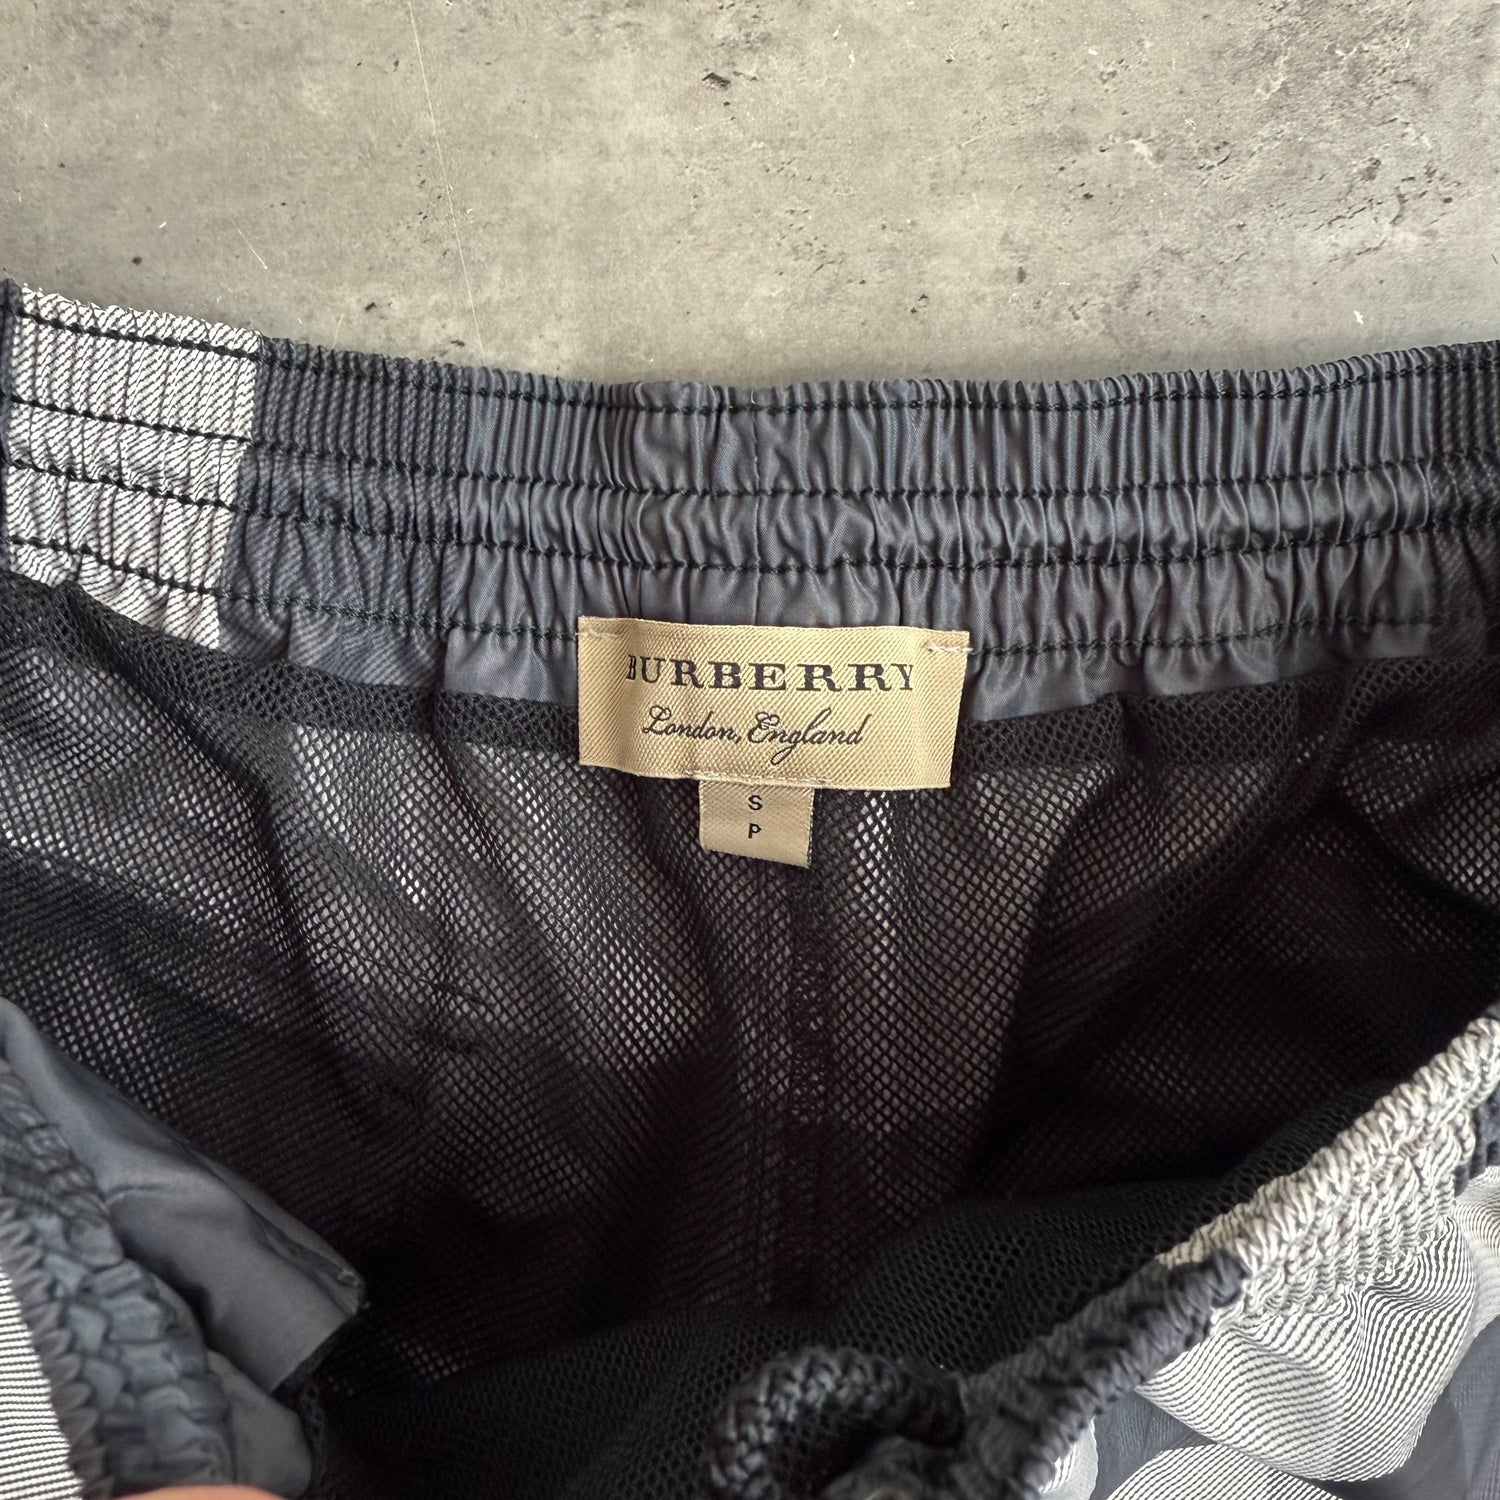 BURBERRY
London, England
S
P